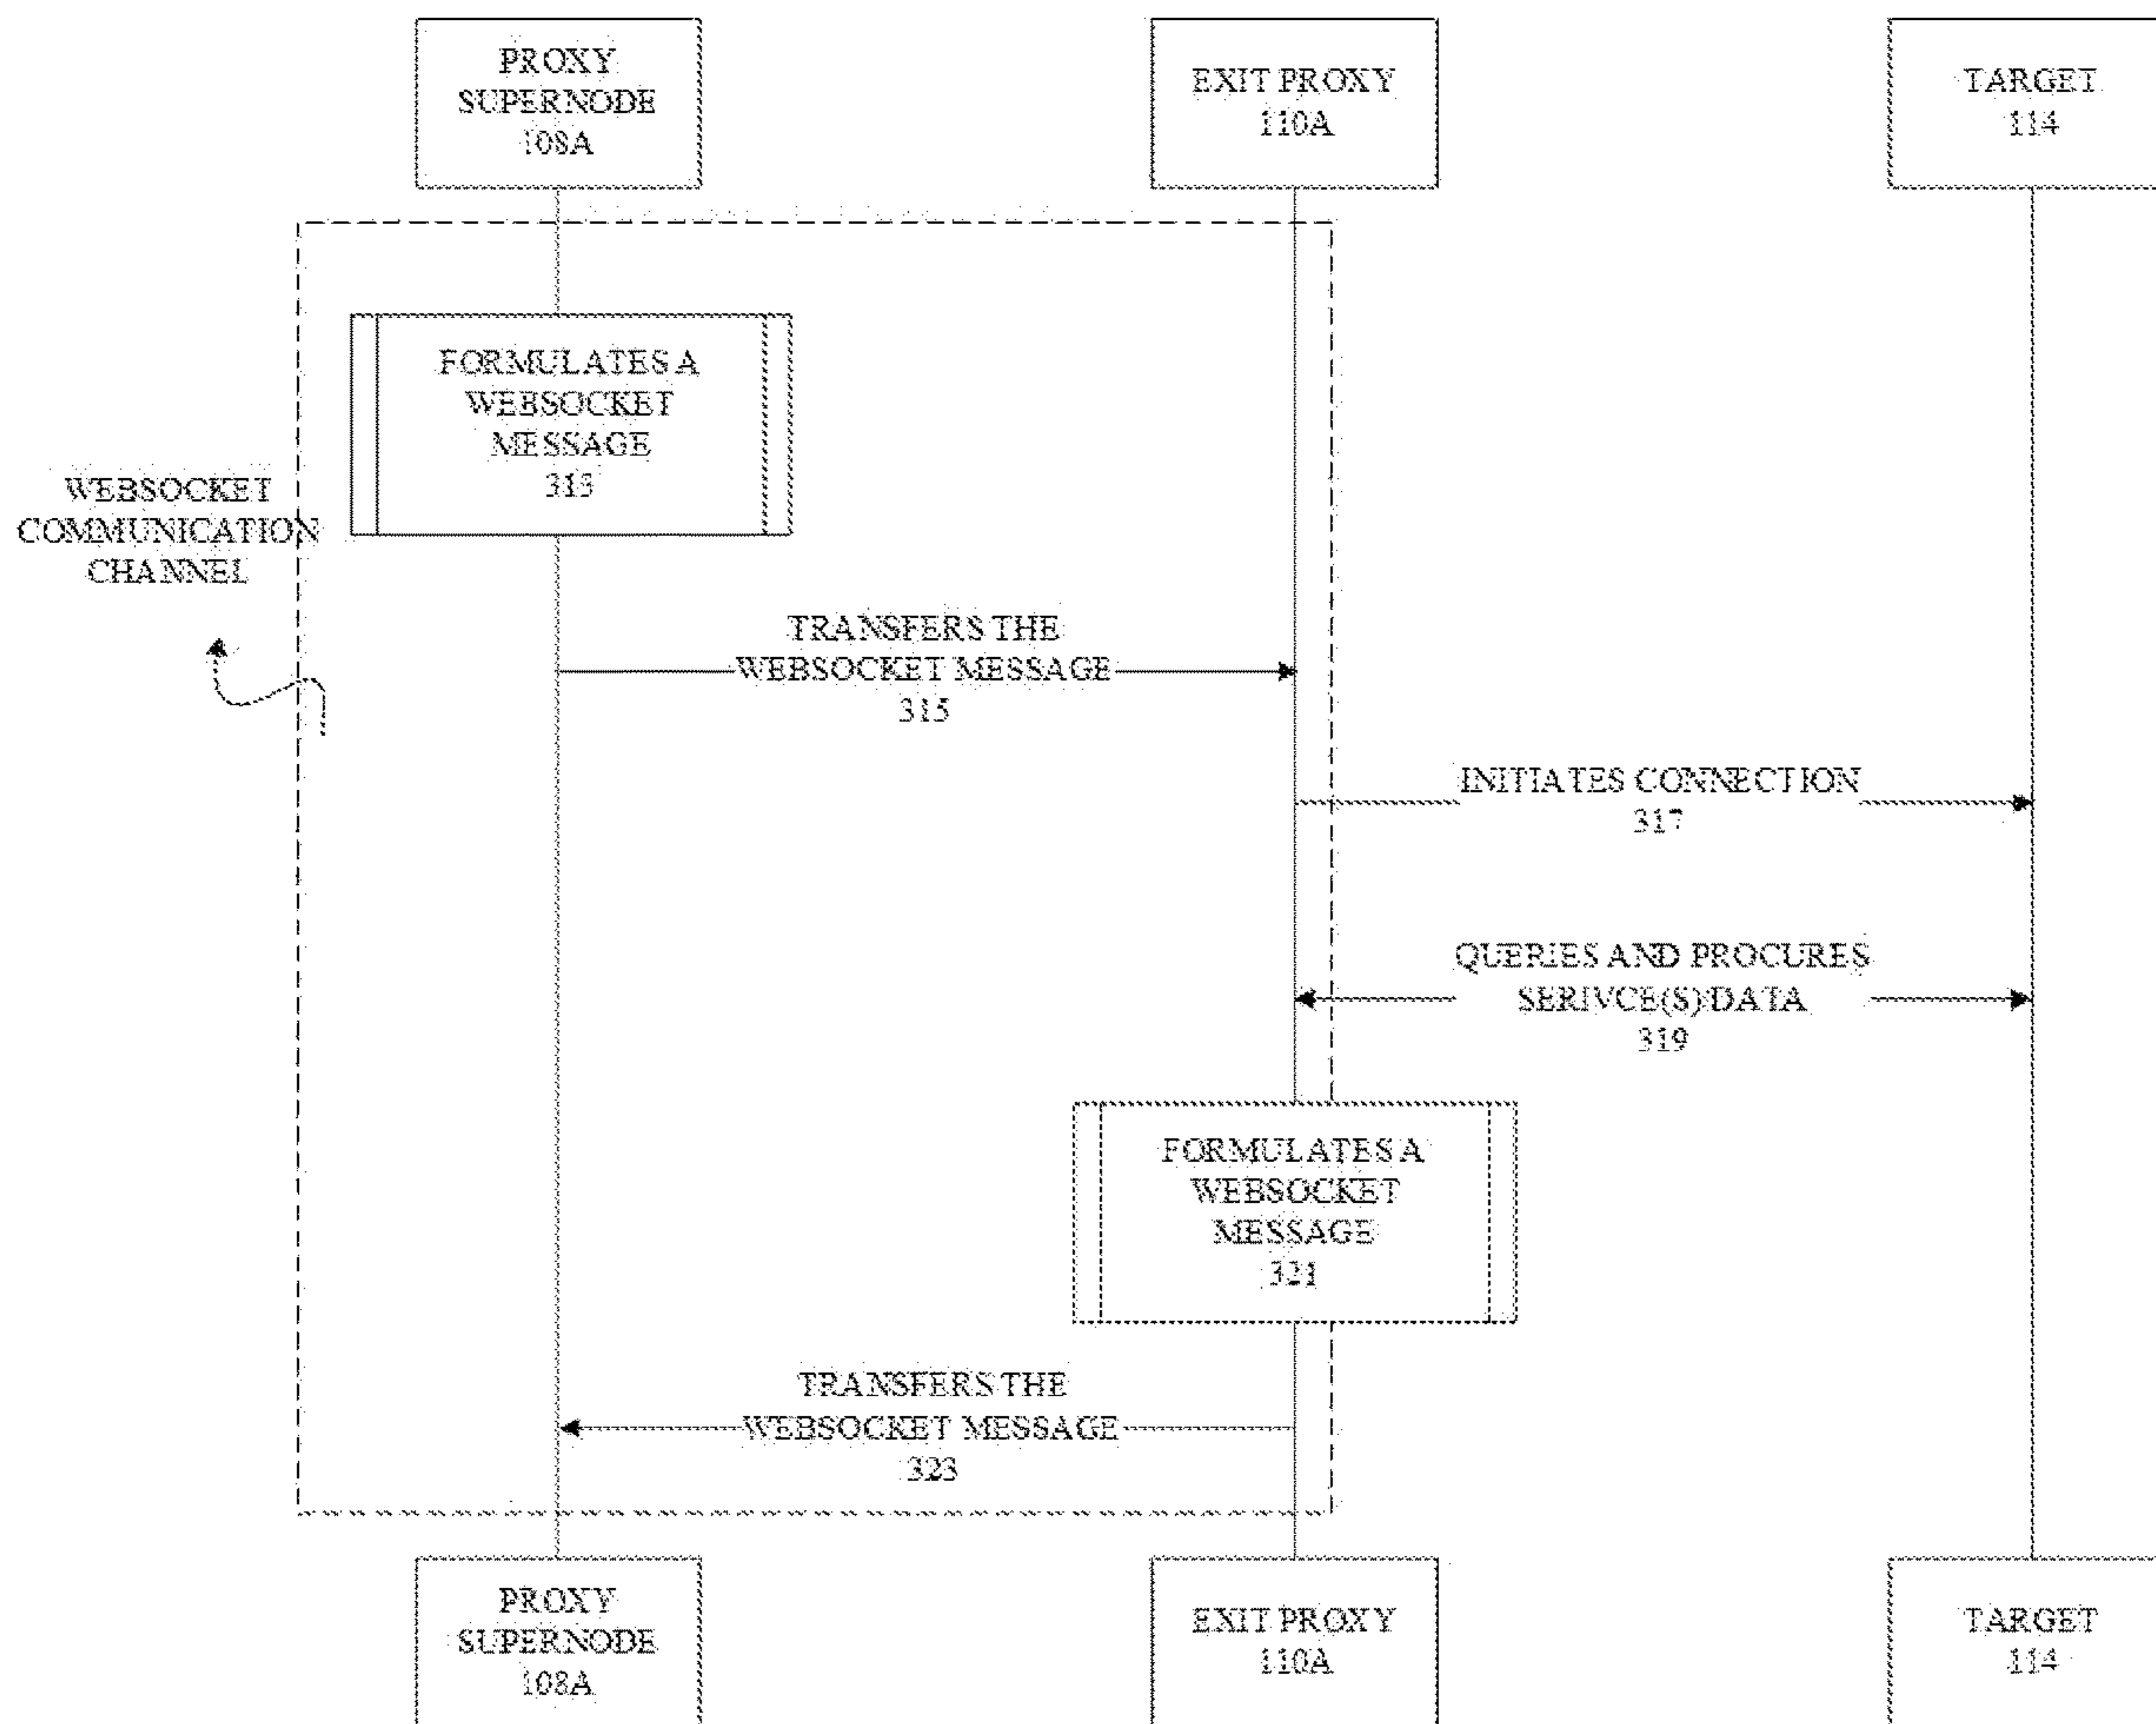 PROXY
SUPERNODE
108A
EXIT PROXY
110A
TARGET
114
FORMULATES A
WEBSOCKET
MESSAGE
313
WEBSOCKET
COMMUNICATION
CHANNEL
TRANSFERS THE
WEBSOCKET MESSAGE
315
INITIATES CONNECTION
317
QUERIES AND PROCURES
SERIVCE(S) DATA
319
FORMULATES A
WEBSOCKET
MESSAGE
321
TRANSFERS THE
WEBSOCKET MESSAGE
323
PROXY
SUPERNODE
108A
EXIT PROXY
110A
TARGET
114